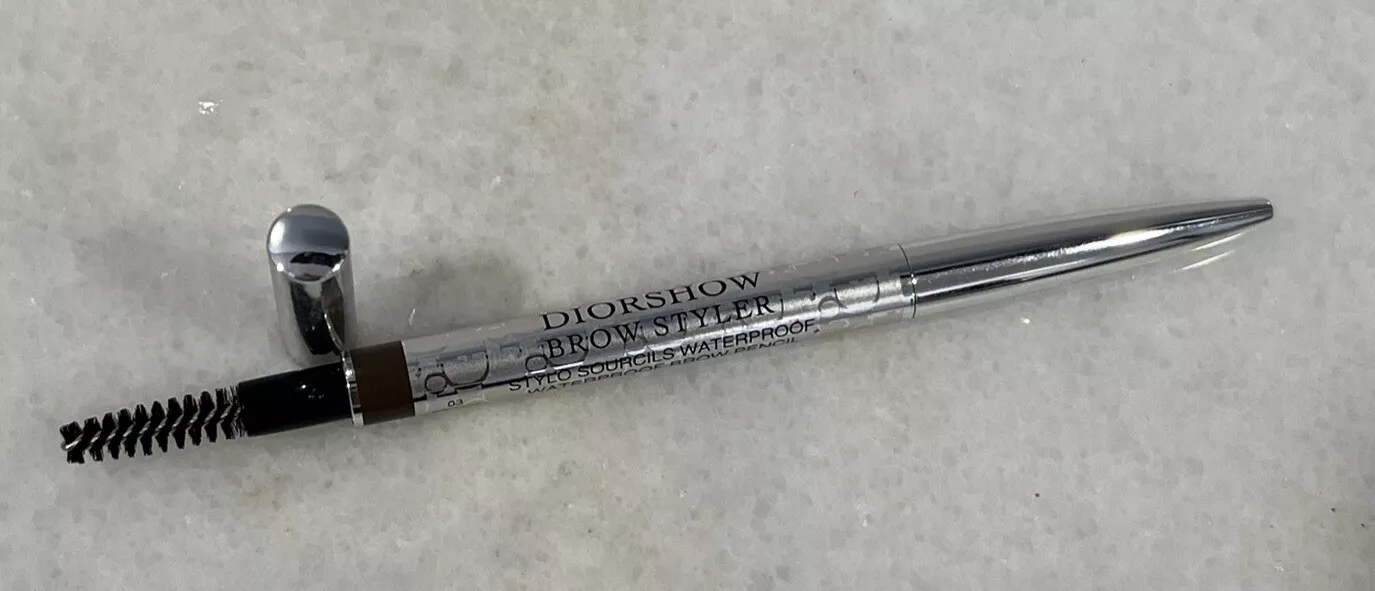 DIORSHOW
BROW STYLER
STYLO SOURCILS WATERPROOF
WATERPROOF BROW PENCIL
03